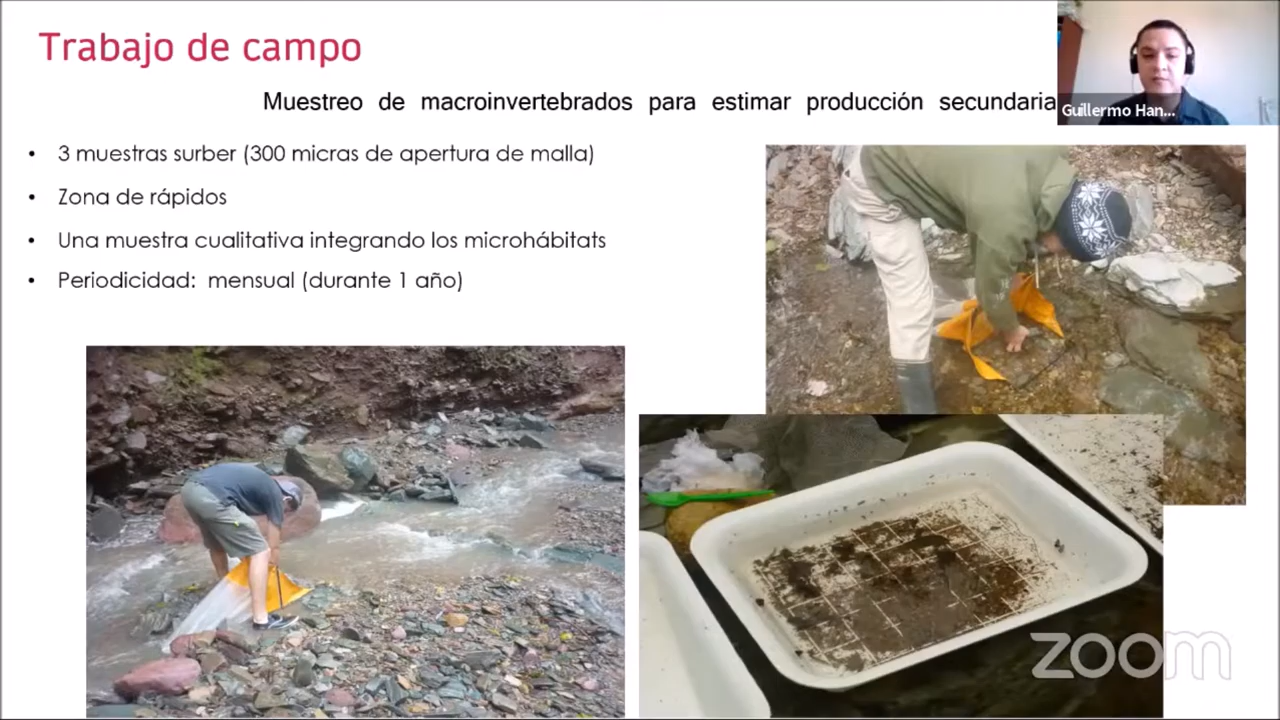 Trabajo de campo
Muestreo de macroinvertebrados para estimar producción secundaria
Guillermo Han...
• 3 muestras surber (300 micras de apertura de malla)
• Zona de rápidos
• Una muestra cualitativa integrando los microhábitats
• Periodicidad: mensual (durante 1 año)
zoom